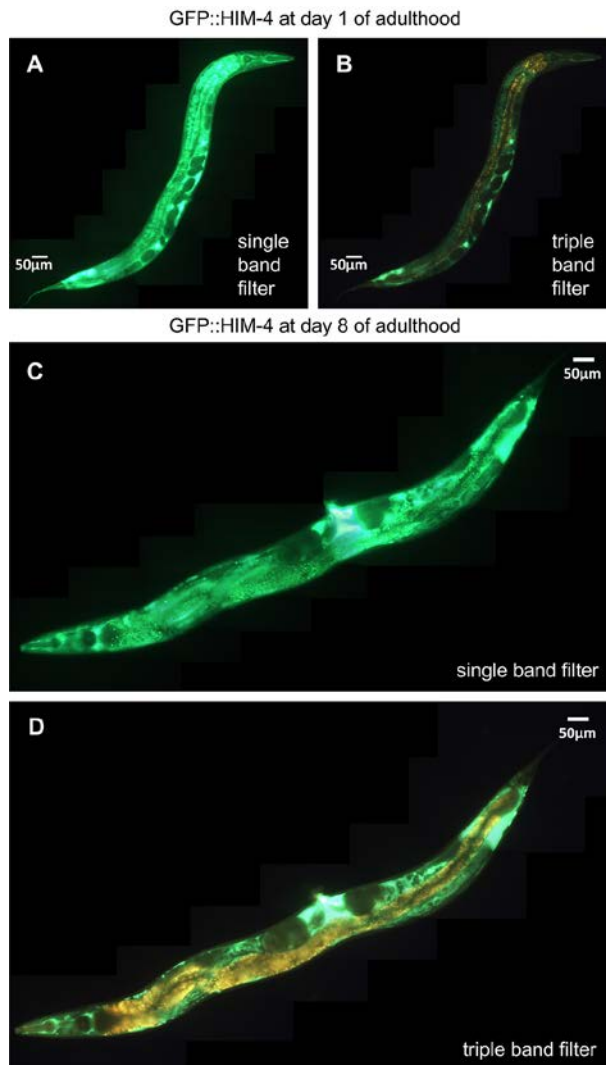 GFP::HIM-4 at day 1 of adulthood
A
B
single
band
filter
50µm
triple
band
filter
50µm
GFP::HIM-4 at day 8 of adulthood
C
50µm
single band filter
D
50µm
triple band filter